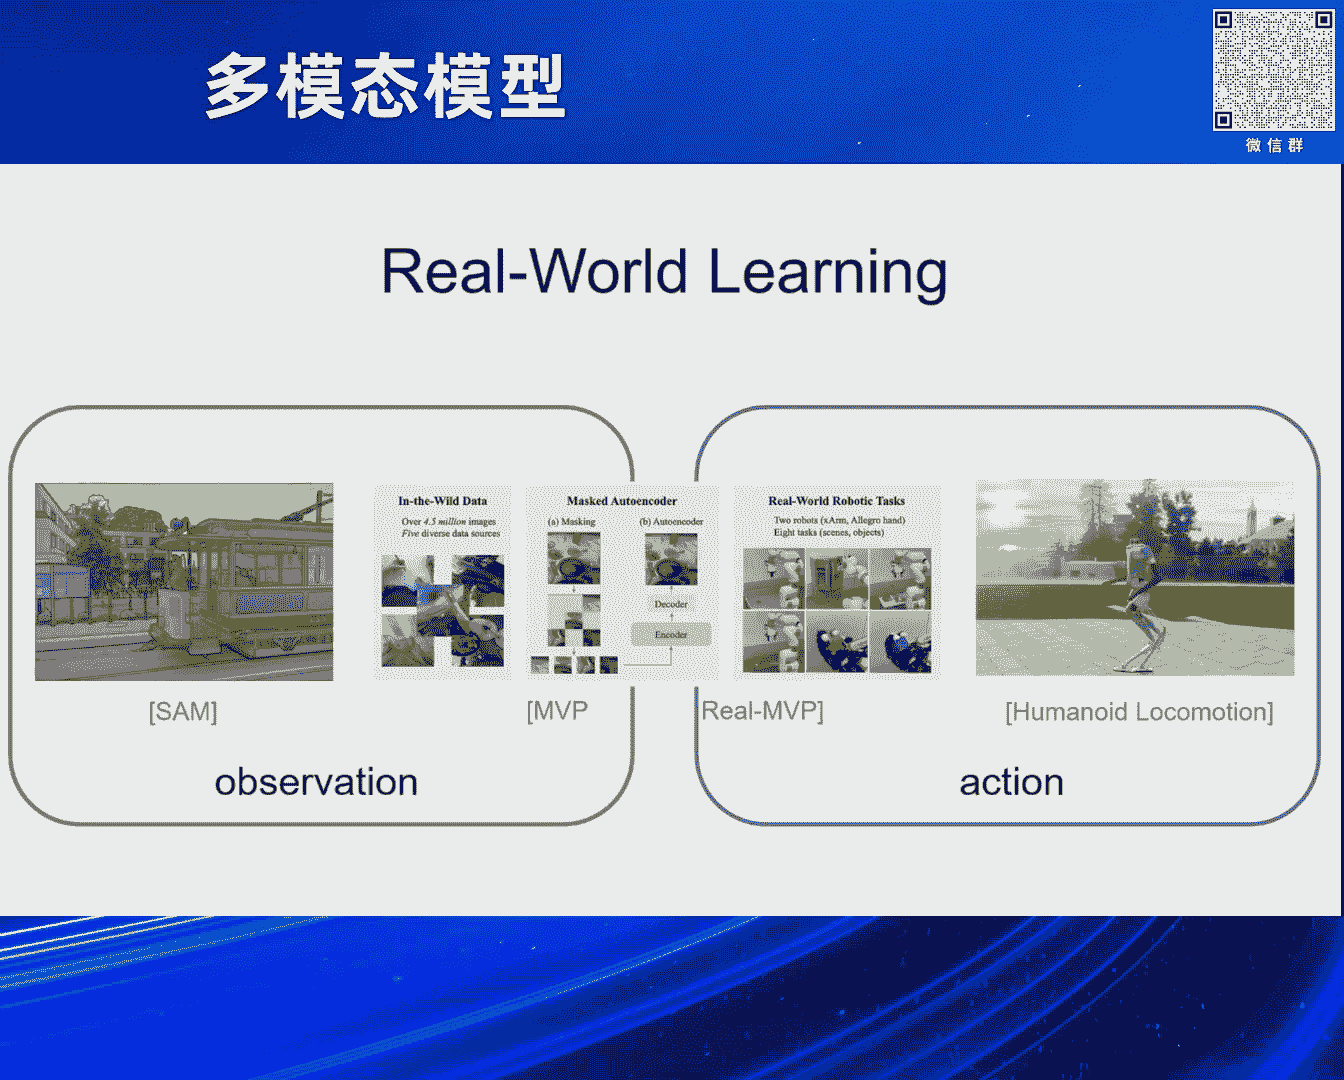 多模态模型
微信群
Real-World Learning
In-the-Wild Data
Over 4.5 million images
Five diverse data sources
Masked Autoencoder
(a) Masking
(b) Autoencoder
Decoder
Encoder
Real-World Robotic Tasks
Two robots (xArm, Allegro hand)
Eight tasks (scenes, objects)
[SAM]
[MVP
Real-MVP]
[Humanoid Locomotion]
observation
action